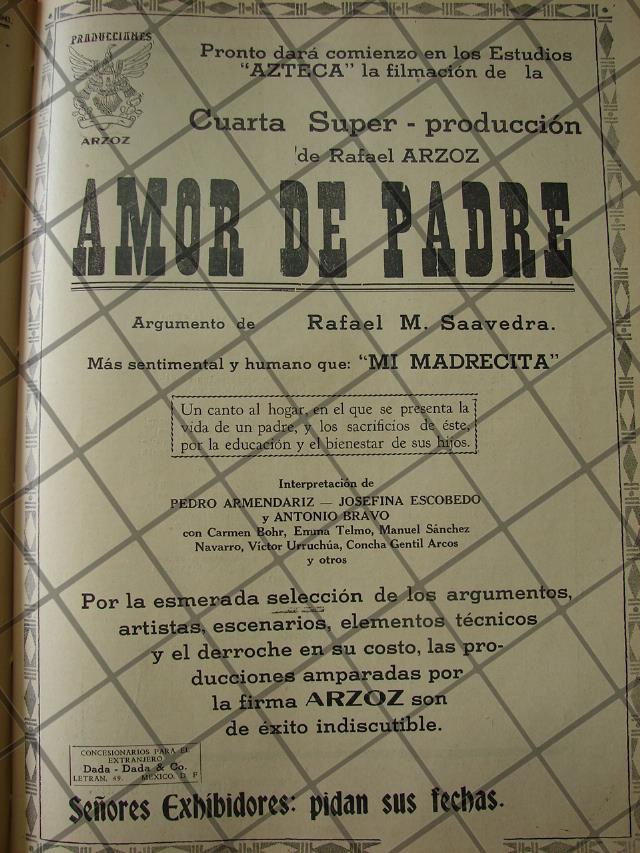 PRODUCCIONES
ARZOZ
Pronto dará comienzo en los Estudios
"AZTECA" la filmación de la
Cuarta Super - producción
de Rafael ARZOZ
AMOR DE PADRE
Argumento de Rafael M. Saavedra.
Más sentimental y humano que: "MI MADRECITA"
Un canto al hogar, en el que se presenta la
vida de un padre, y los sacrificios de éste,
por la educación y el bienestar de sus hijos.
Interpretación de
PEDRO ARMENDARIZ — JOSEFINA ESCOBEDO
y ANTONIO BRAVO
con Carmen Bohr, Emma Telmo, Manuel Sánchez
Navarro, Víctor Urruchúa, Concha Gentil Arcos
y otros
Por la esmerada selección de los argumentos,
artistas, escenarios, elementos técnicos
y el derroche en su costo, las pro-
ducciones amparadas por
la firma ARZOZ son
de éxito indiscutible.
CONCESIONARIOS PARA EL
EXTRANJERO
Dada - Dada & Co.
LETRAN, 49. MEXICO, D F
Señores Exhibidores: pidan sus fechas.